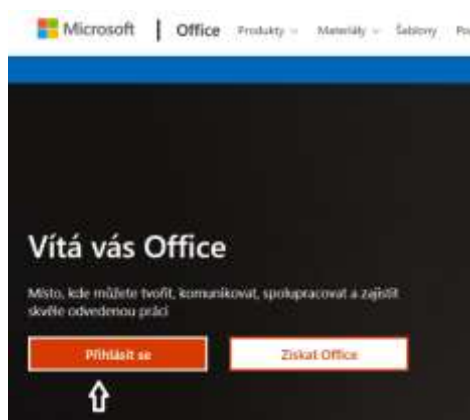 Microsoft | Office Produkty Materiály Šablony
Vítá vás Office
Místo, kde můžete tvořit, komunikovat, spolupracovat a zajistit
skvěle odvedenou práci
Přihlásit se
Získat Office